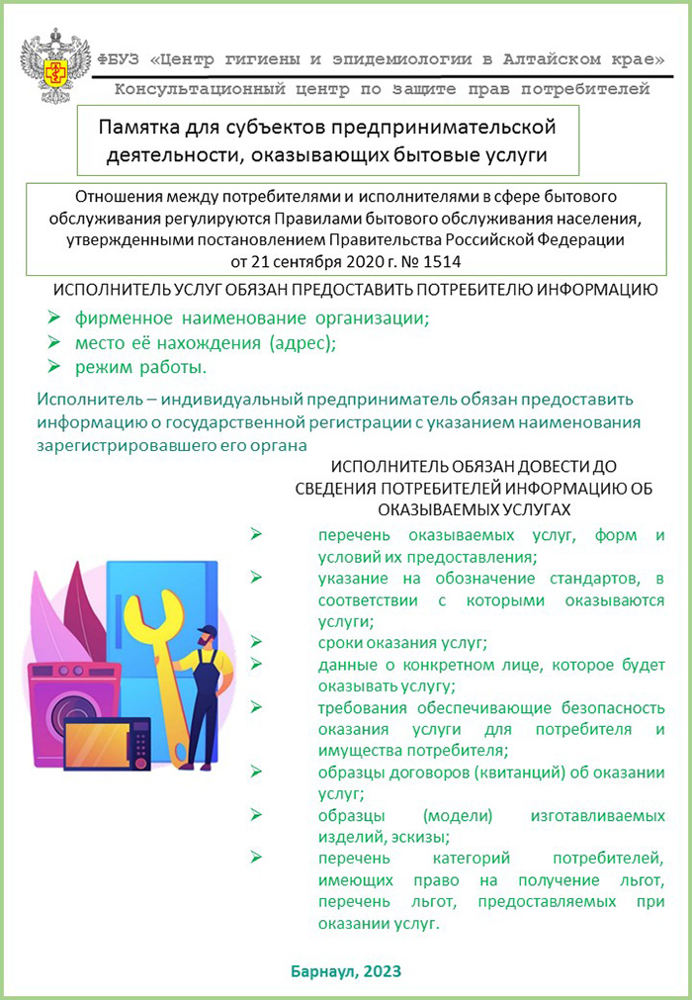 ФБУЗ «Центр гигиены и эпидемиологии в Алтайском крае»
Консультационный центр по защите прав потребителей
Памятка для субъектов предпринимательской
деятельности, оказывающих бытовые услуги
Отношения между потребителями и исполнителями в сфере бытового
обслуживания регулируются Правилами бытового обслуживания населения,
утвержденными постановлением Правительства Российской Федерации
от 21 сентября 2020 г. № 1514
ИСПОЛНИТЕЛЬ УСЛУГ ОБЯЗАН ПРЕДОСТАВИТЬ ПОТРЕБИТЕЛЮ ИНФОРМАЦИЮ
➢ фирменное наименование организации;
➢ место её нахождения (адрес);
➢ режим работы.
Исполнитель – индивидуальный предприниматель обязан предоставить
информацию о государственной регистрации с указанием наименования
зарегистрировавшего его органа
ИСПОЛНИТЕЛЬ ОБЯЗАН ДОВЕСТИ ДО
СВЕДЕНИЯ ПОТРЕБИТЕЛЕЙ ИНФОРМАЦИЮ ОБ
ОКАЗЫВАЕМЫХ УСЛУГАХ
➢ перечень оказываемых услуг, форм и
условий их предоставления;
➢ указание на обозначение стандартов, в
соответствии с которыми оказываются
услуги;
➢ сроки оказания услуг;
➢ данные о конкретном лице, которое будет
оказывать услугу;
➢ требования обеспечивающие безопасность
оказания услуги для потребителя и
имущества потребителя;
➢ образцы договоров (квитанций) об оказании
услуг;
➢ образцы (модели) изготавливаемых
изделий, эскизы;
➢ перечень категорий потребителей,
имеющих право на получение льгот,
перечень льгот, предоставляемых при
оказании услуг.
Барнаул, 2023